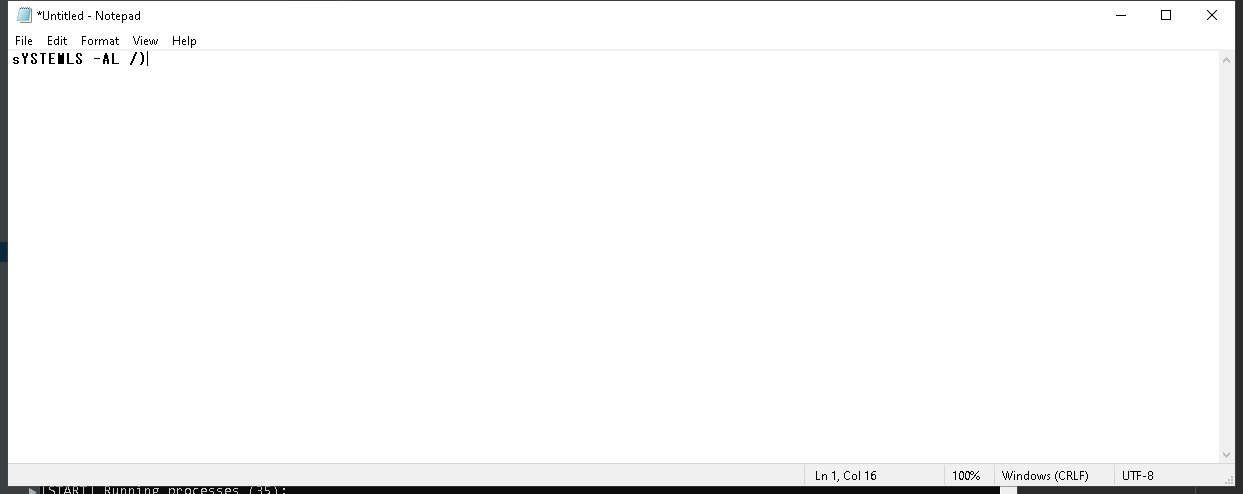 *Untitled - Notepad
File Edit Format View Help
sYSTEMLS -AL /)
Ln 1, Col 16 100% Windows (CRLF) UTF-8
[START] Running processes (35):